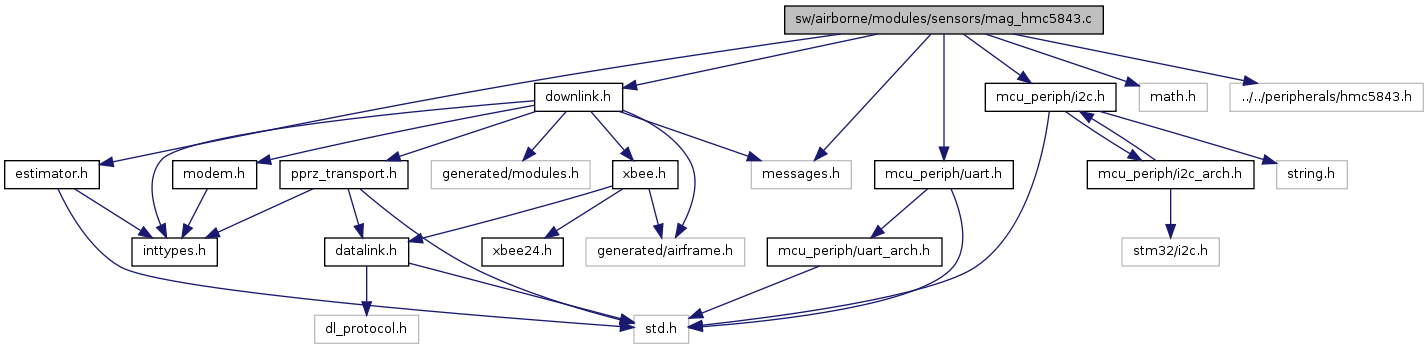 sw/airborne/modules/sensors/mag_hmc5843.c
downlink.h
mcu_periph/i2c.h
math.h
../../peripherals/hmc5843.h
estimator.h
modem.h
pprz_transport.h
generated/modules.h
xbee.h
messages.h
mcu_periph/uart.h
mcu_periph/i2c_arch.h
string.h
inttypes.h
datalink.h
xbee24.h
generated/airframe.h
mcu_periph/uart_arch.h
stm32/i2c.h
dl_protocol.h
std.h